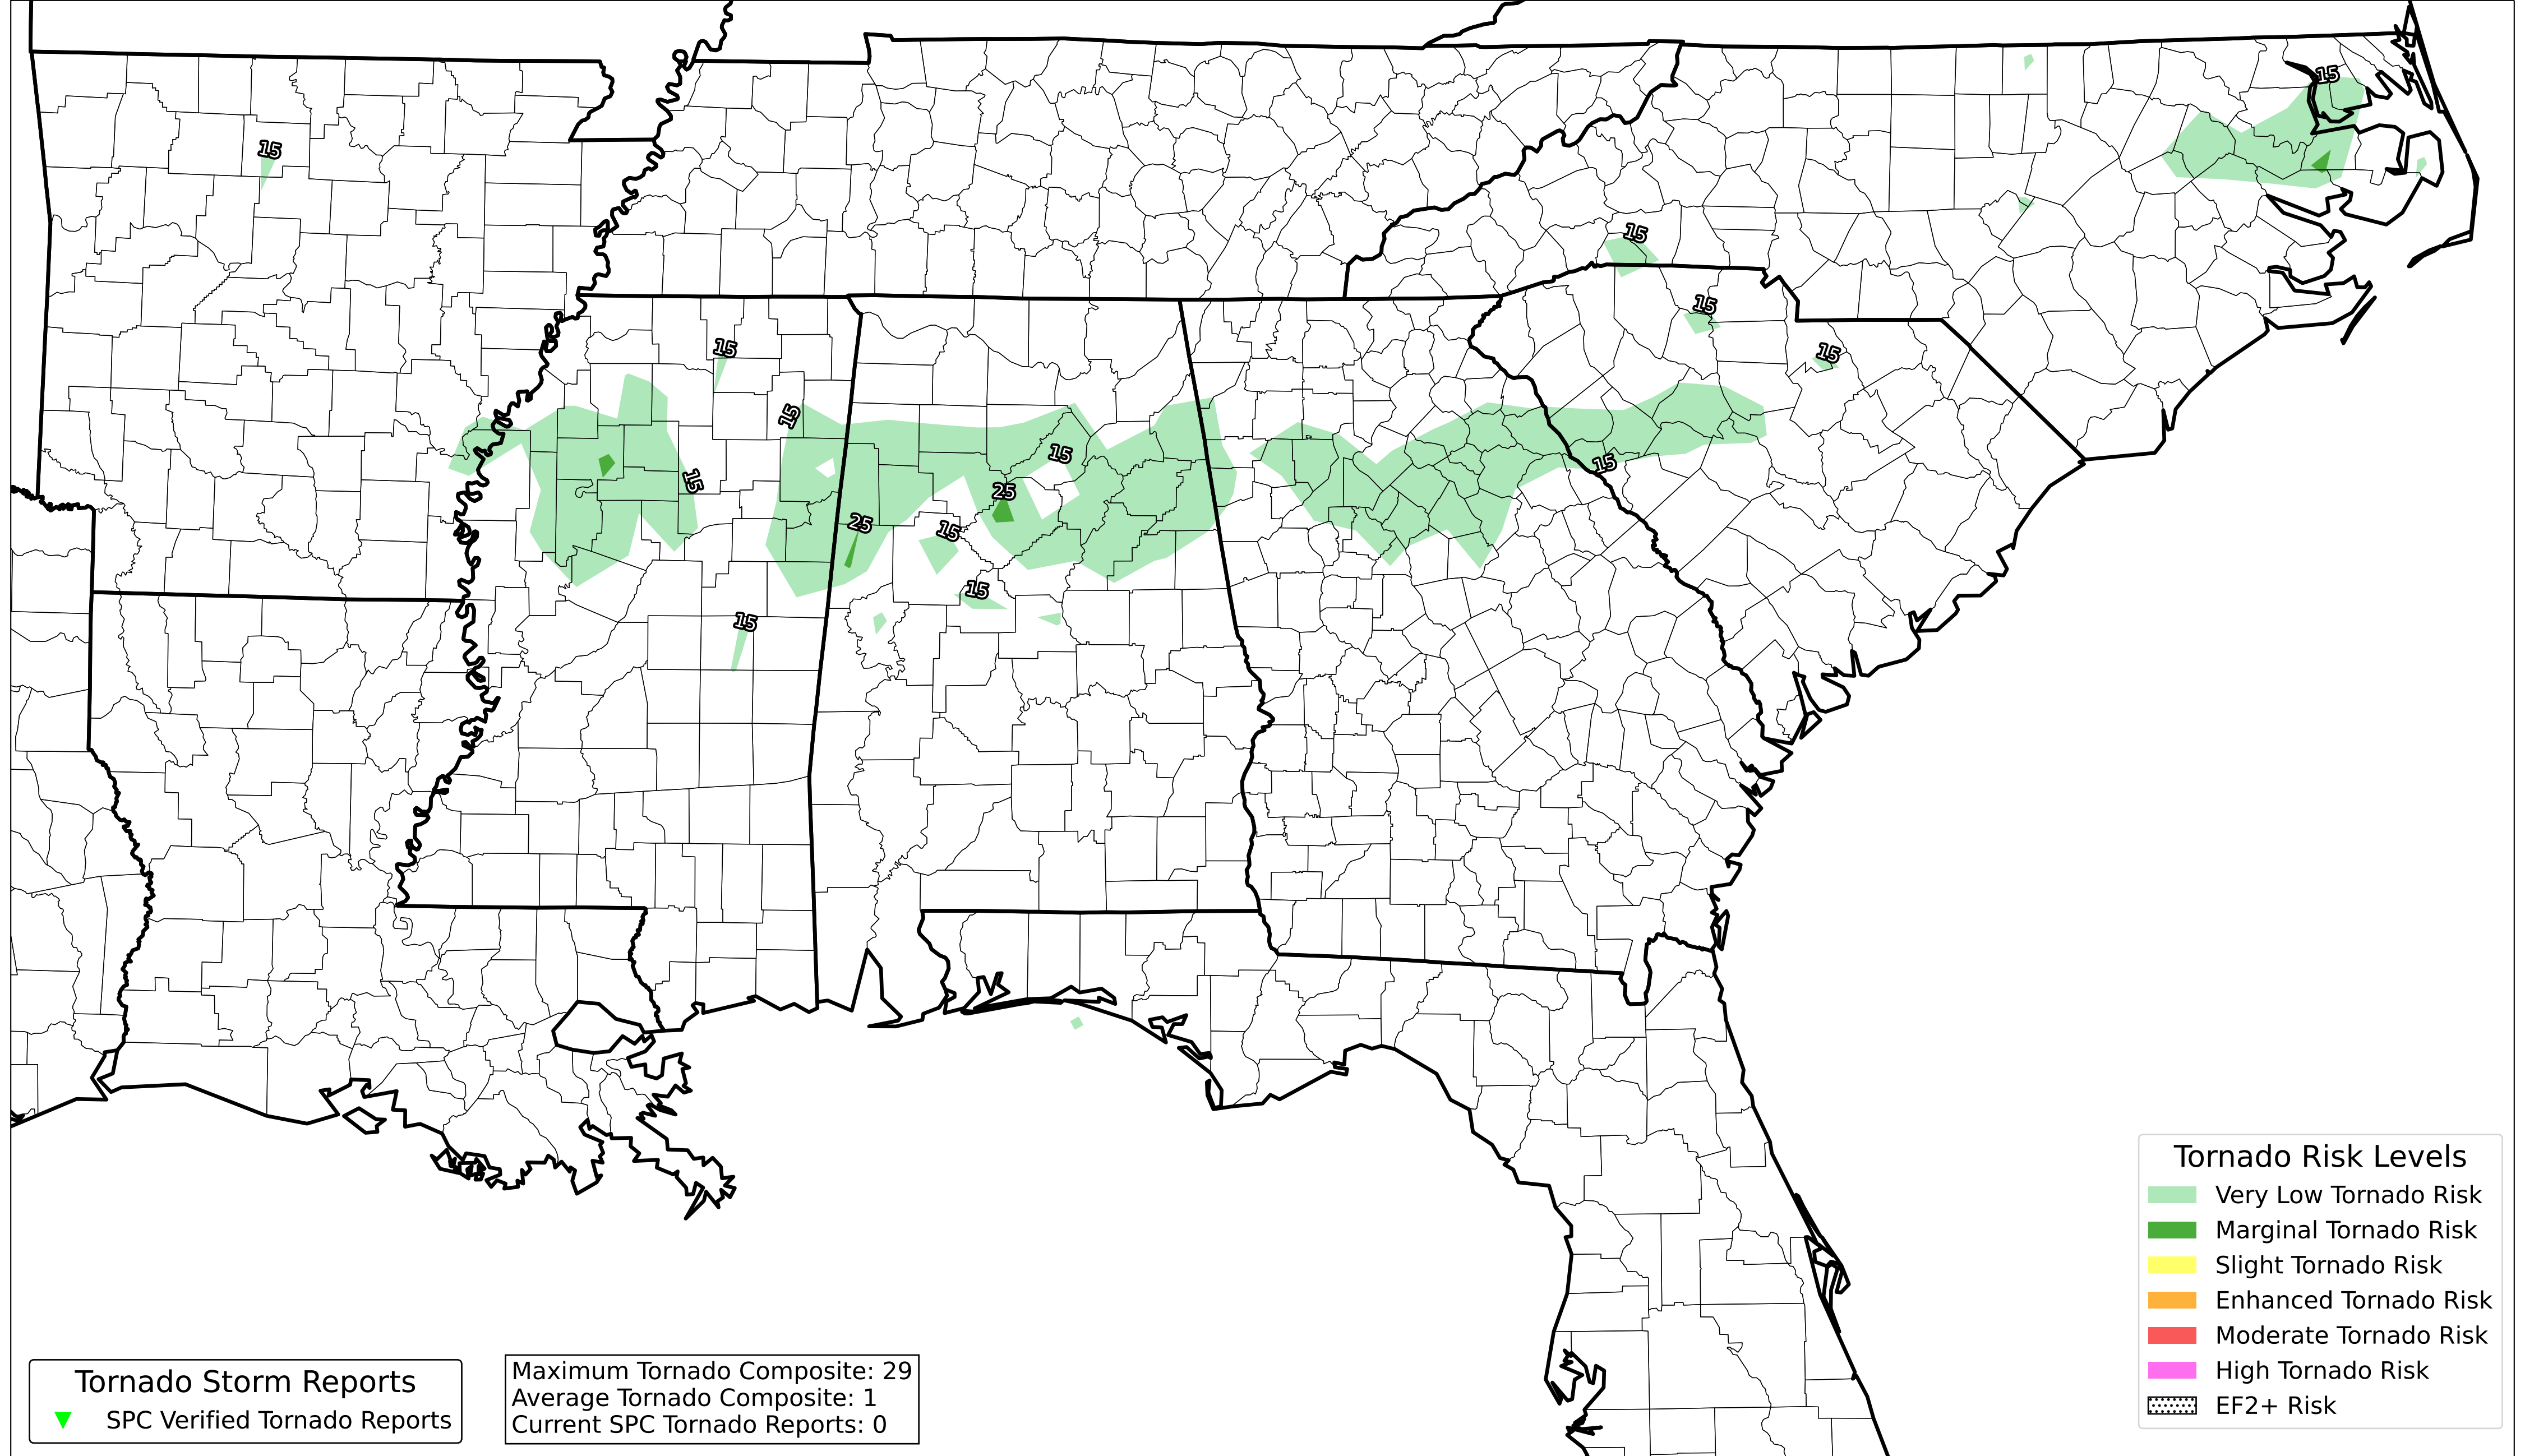 15
15
15
15
15
15
15
15
15
15
25
15
25
15
15
15
Tornado Risk Levels
Very Low Tornado Risk
Marginal Tornado Risk
Slight Tornado Risk
Enhanced Tornado Risk
Moderate Tornado Risk
High Tornado Risk
EF2+ Risk
Tornado Storm Reports
SPC Verified Tornado Reports
Maximum Tornado Composite: 29
Average Tornado Composite: 1
Current SPC Tornado Reports: 0